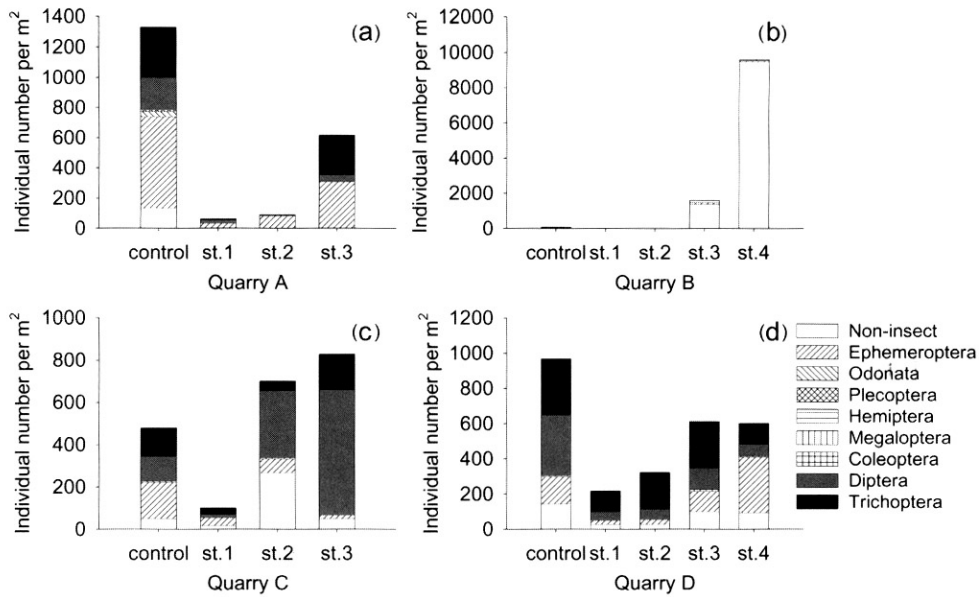 Individual number per m²
1400
1200
1000
800
600
400
200
0
(a)
control st.1 st.2 st.3
Quarry A
Individual number per m²
12000
10000
8000
6000
4000
2000
0
(b)
control st.1 st.2 st.3 st.4
Quarry B
Individual number per m²
1000
800
600
400
200
0
(c)
control st.1 st.2 st.3
Quarry C
Individual number per m²
1200
1000
800
600
400
200
0
(d)
control st.1 st.2 st.3 st.4
Quarry D
Non-insect
Ephemeroptera
Odonata
Plecoptera
Hemiptera
Megaloptera
Coleoptera
Diptera
Trichoptera